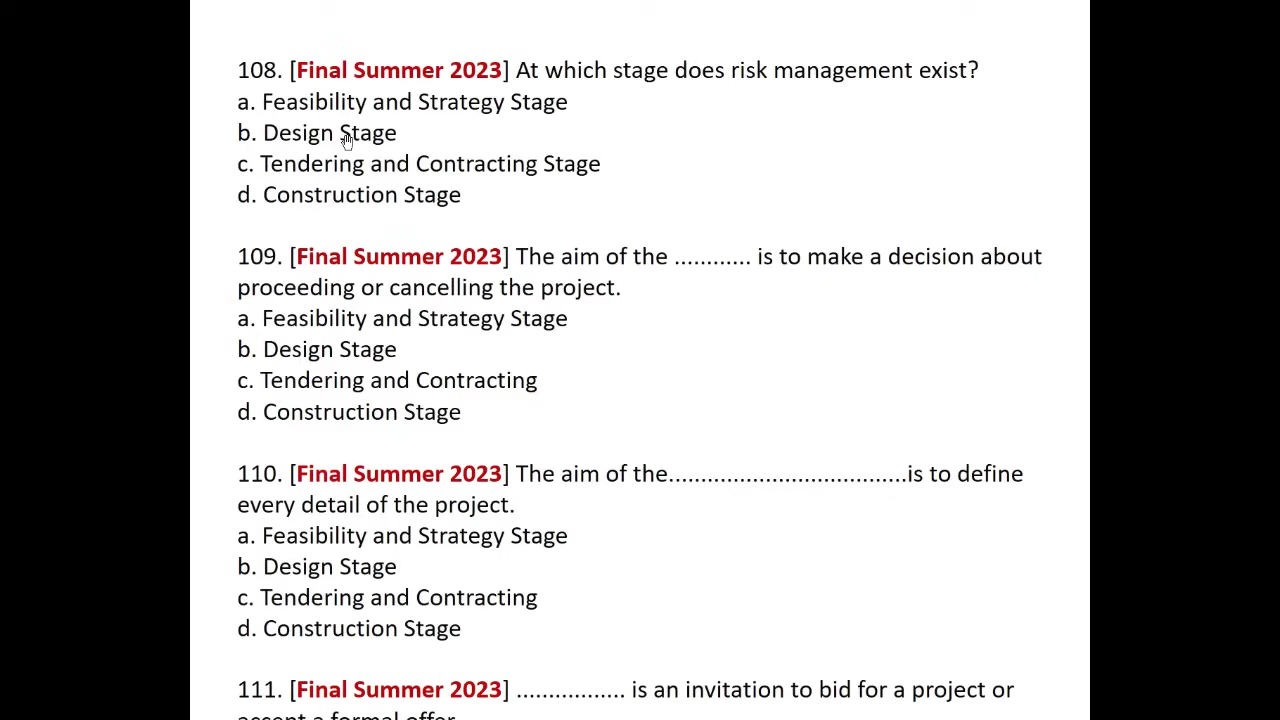 108. [Final Summer 2023] At which stage does risk management exist?
a. Feasibility and Strategy Stage
b. Design Stage
c. Tendering and Contracting Stage
d. Construction Stage
109. [Final Summer 2023] The aim of the ............ is to make a decision about
proceeding or cancelling the project.
a. Feasibility and Strategy Stage
b. Design Stage
c. Tendering and Contracting
d. Construction Stage
110. [Final Summer 2023] The aim of the.....................................is to define
every detail of the project.
a. Feasibility and Strategy Stage
b. Design Stage
c. Tendering and Contracting
d. Construction Stage
111. [Final Summer 2023] ................. is an invitation to bid for a project or
accept a formal offer